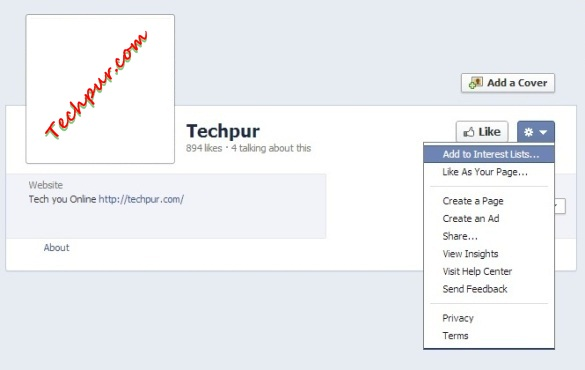 Techpur.com
Add a Cover
Techpur
894 likes · 4 talking about this
Like
Add to Interest Lists...
Like As Your Page...
Website
Tech you Online http://techpur.com/
Create a Page
Create an Ad
Share...
About
View Insights
Visit Help Center
Send Feedback
Privacy
Terms